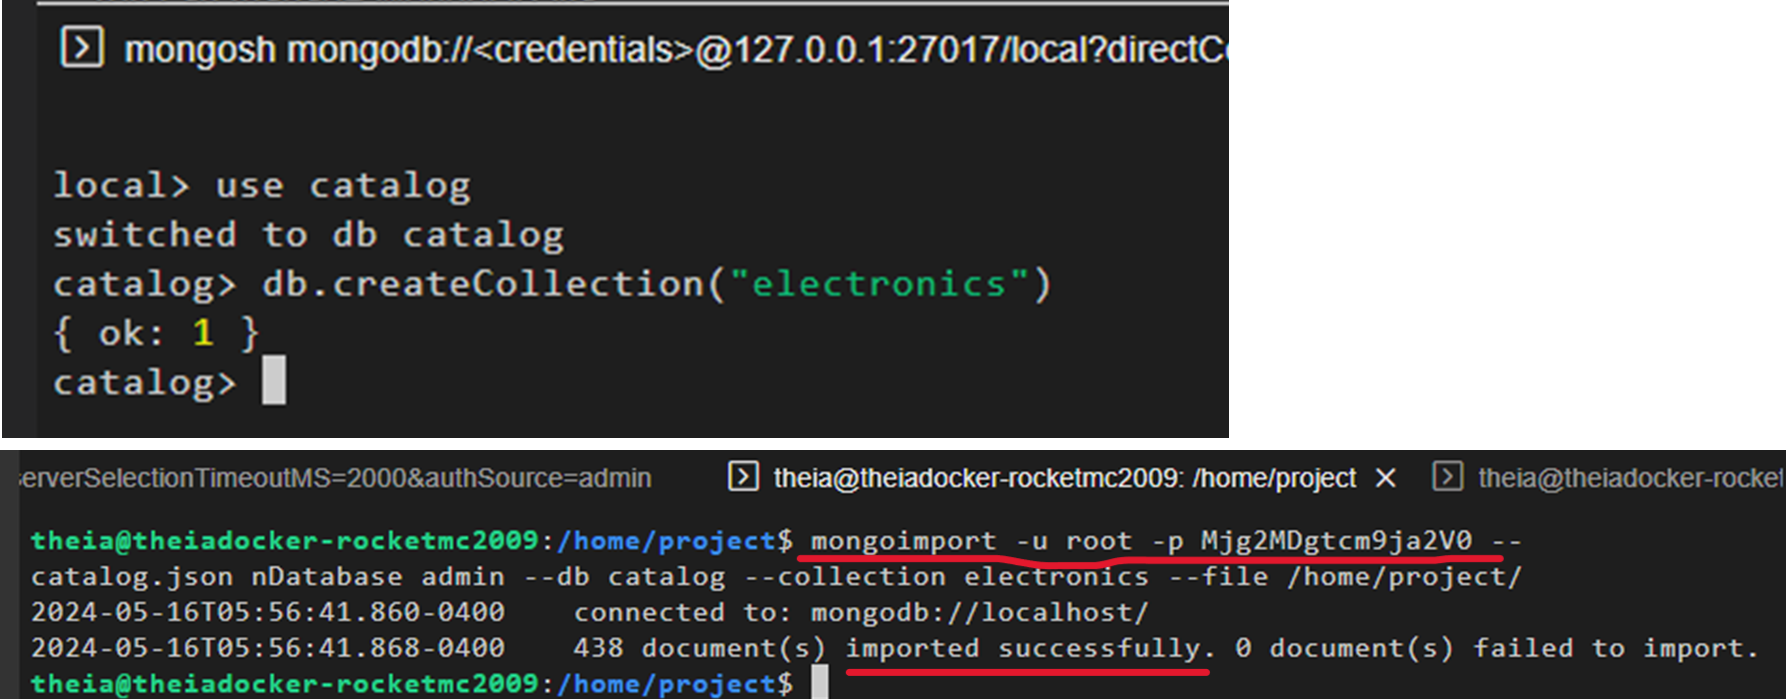 mongosh mongodb://<credentials>@127.0.0.1:27017/local?directC
local> use catalog
switched to db catalog
catalog> db.createCollection("electronics")
{ ok: 1 }
catalog>
erverSelectionTimeoutMS=2000&authSource=admin
theia@theiadocker-rocketmc2009: /home/project
theia@theiadocker-rocket
theia@theiadocker-rocketmc2009:/home/project$ mongoimport -u root -p Mjg2MDgtcm9ja2V0 --
catalog.json nDatabase admin --db catalog --collection electronics --file /home/project/
2024-05-16T05:56:41.860-0400 connected to: mongodb://localhost/
2024-05-16T05:56:41.868-0400 438 document(s) imported successfully. 0 document(s) failed to import.
theia@theiadocker-rocketmc2009:/home/project$